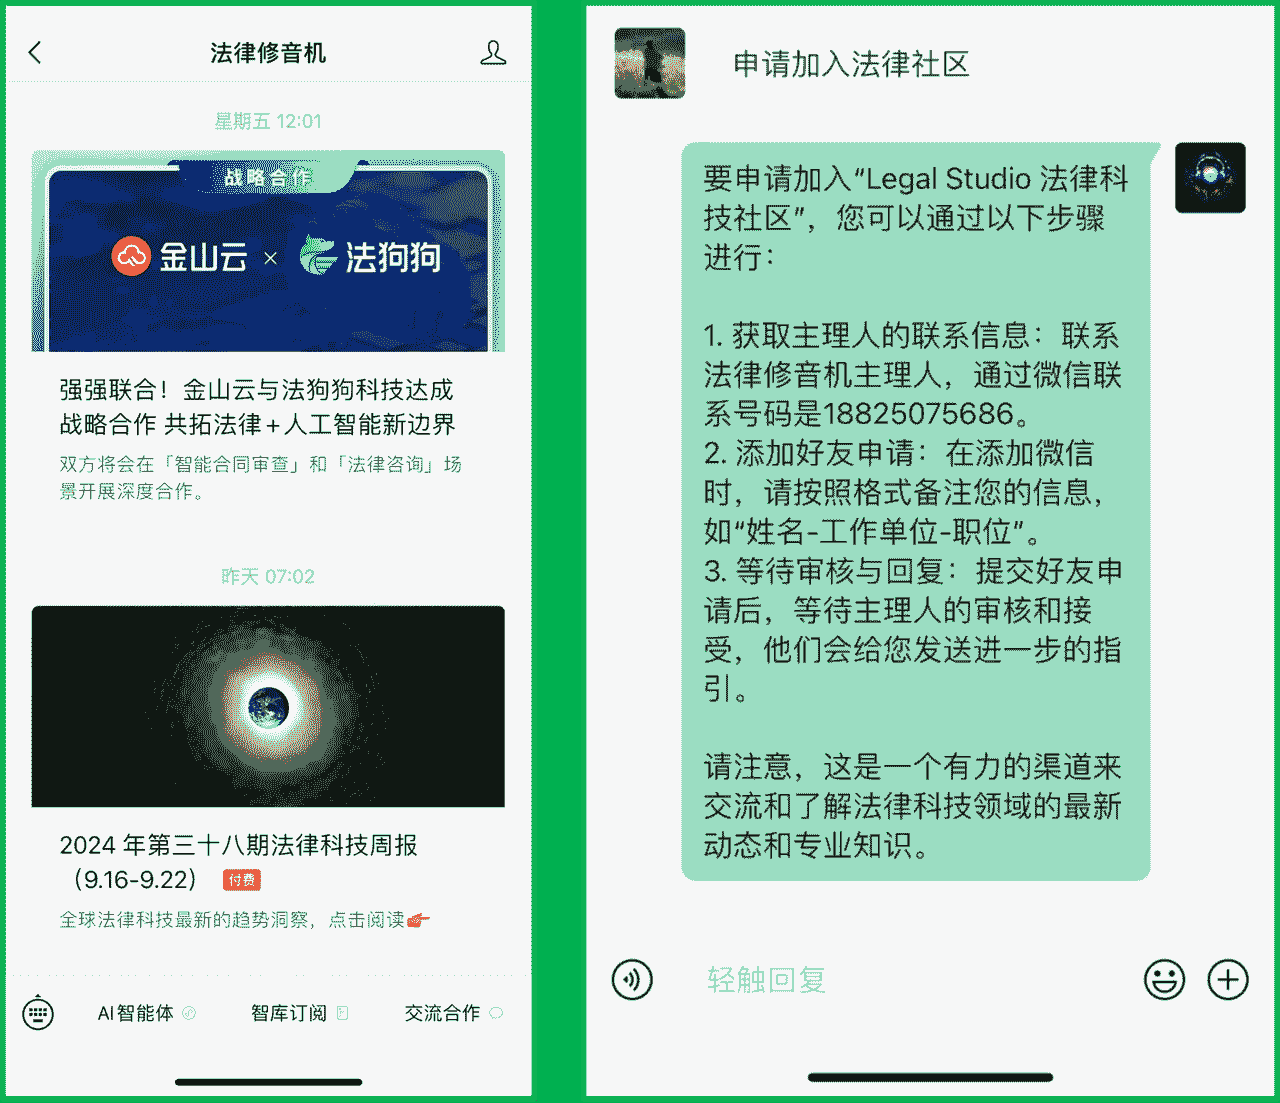 法律修音机
星期五 12:01
战略合作
金山云 × 法狗狗
强强联合！金山云与法狗狗科技达成
战略合作 共拓法律+人工智能新边界
双方将会在「智能合同审查」和「法律咨询」场
景开展深度合作。
昨天 07:02
2024 年第三十八期法律科技周报
（9.16-9.22） 付费
全球法律科技最新的趋势洞察，点击阅读👉
AI智能体 智库订阅 交流合作
申请加入法律社区
要申请加入“Legal Studio 法律科
技社区”，您可以通过以下步骤
进行：
1. 获取主理人的联系信息：联系
法律修音机主理人，通过微信联
系号码是18825075686。
2. 添加好友申请：在添加微信
时，请按照格式备注您的信息，
如“姓名-工作单位-职位”。
3. 等待审核与回复：提交好友申
请后，等待主理人的审核和接
受，他们会给您发送进一步的指
引。
请注意，这是一个有力的渠道来
交流和了解法律科技领域的最新
动态和专业知识。
轻触回复